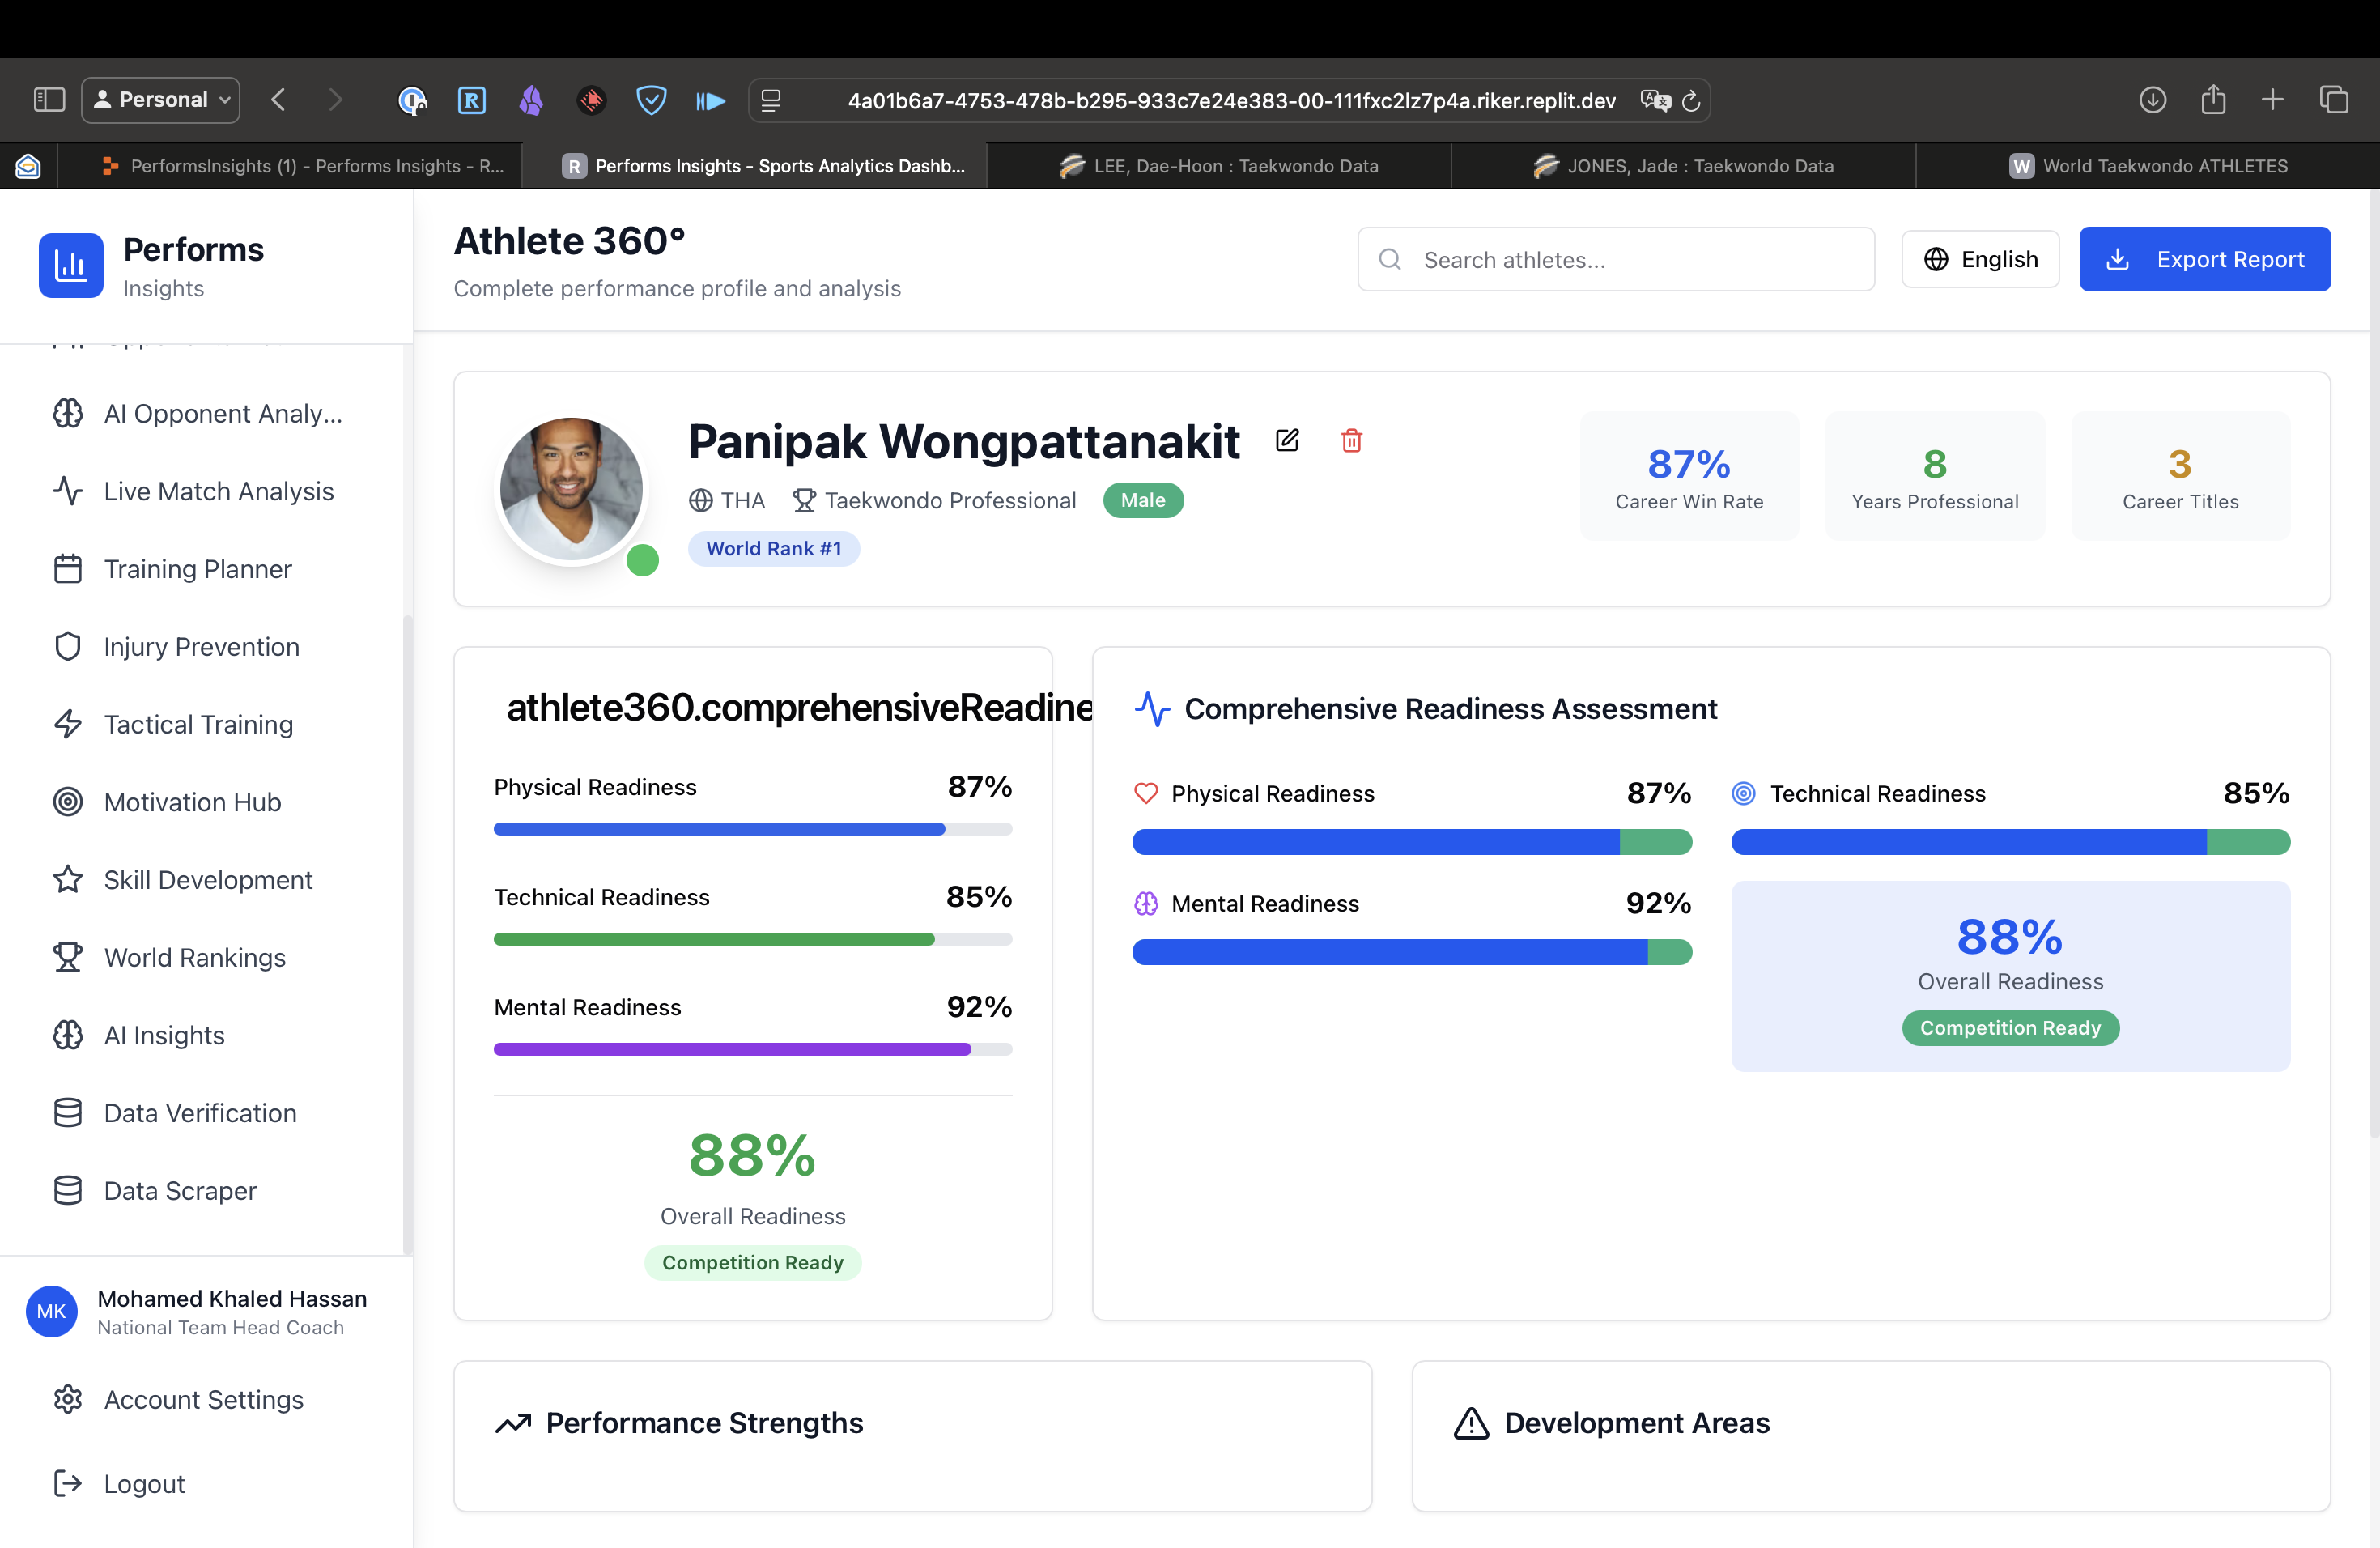 Personal
4a01b6a7-4753-478b-b295-933c7e24e383-00-111fxc2lz7p4a.riker.replit.dev
PerformsInsights (1) - Performs Insights - R...
R Performs Insights - Sports Analytics Dashb...
LEE, Dae-Hoon : Taekwondo Data
JONES, Jade : Taekwondo Data
W World Taekwondo ATHLETES
Performs
Insights
AI Opponent Analy...
Live Match Analysis
Training Planner
Injury Prevention
Tactical Training
Motivation Hub
Skill Development
World Rankings
AI Insights
Data Verification
Data Scraper
MK
Mohamed Khaled Hassan
National Team Head Coach
Account Settings
Logout
Athlete 360°
Complete performance profile and analysis
Search athletes...
English
Export Report
Panipak Wongpattanakit
THA
Taekwondo Professional
Male
World Rank #1
87%
Career Win Rate
8
Years Professional
3
Career Titles
athlete360.comprehensiveReadine
Physical Readiness 87%
Technical Readiness 85%
Mental Readiness 92%
88%
Overall Readiness
Competition Ready
Comprehensive Readiness Assessment
Physical Readiness 87%
Technical Readiness 85%
Mental Readiness 92%
88%
Overall Readiness
Competition Ready
Performance Strengths
Development Areas